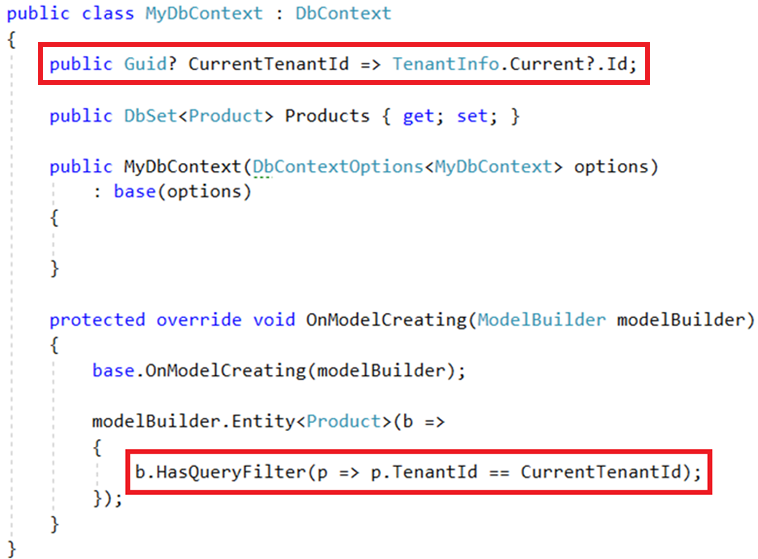 public class MyDbContext : DbContext
{
public Guid? CurrentTenantId => TenantInfo.Current?.Id;
public DbSet<Product> Products { get; set; }
public MyDbContext(DbContextOptions<MyDbContext> options)
: base(options)
{
}
protected override void OnModelCreating(ModelBuilder modelBuilder)
{
base.OnModelCreating(modelBuilder);
modelBuilder.Entity<Product>(b =>
{
b.HasQueryFilter(p => p.TenantId == CurrentTenantId);
});
}
}